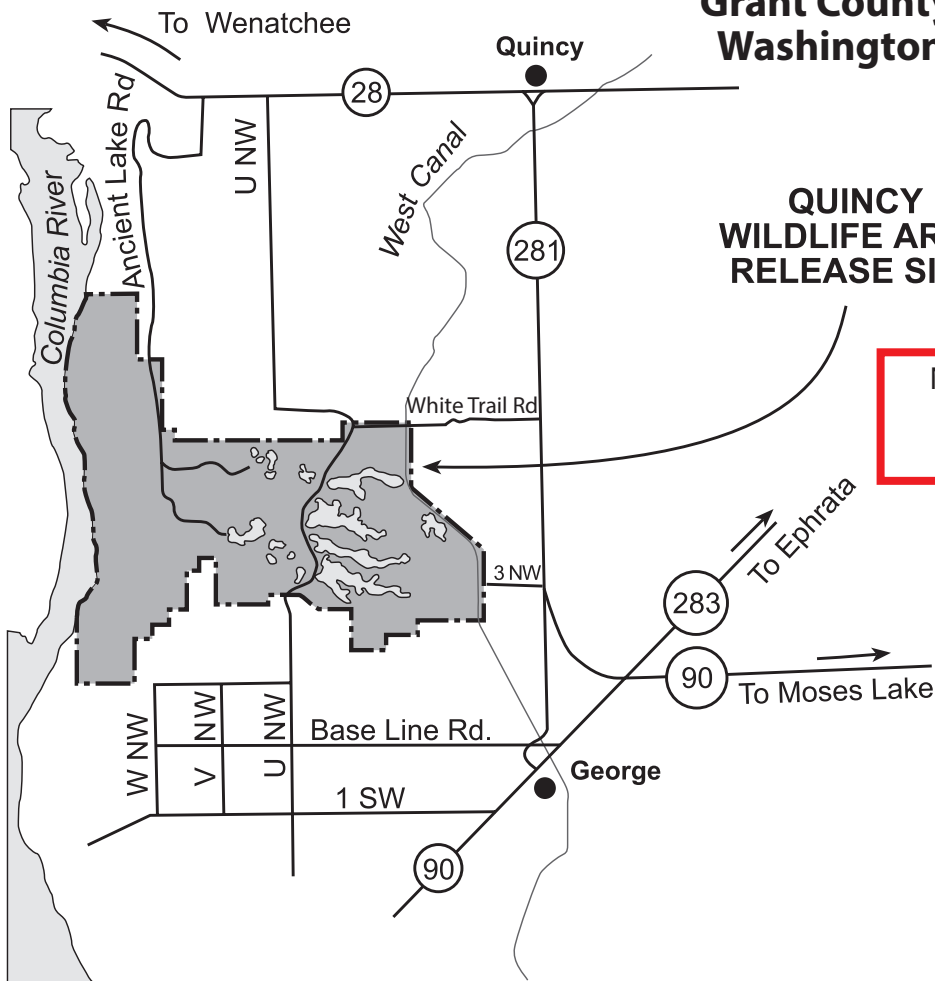 Grant County
Washington
To Wenatchee
Quincy
28
Ancient Lake Rd
U NW
West Canal
Columbia River
281
QUINCY
WILDLIFE AR
RELEASE SI
White Trail Rd
3 NW
To Ephrata
283
90
To Moses Lake
W NW
V NW
U NW
Base Line Rd.
George
1 SW
90